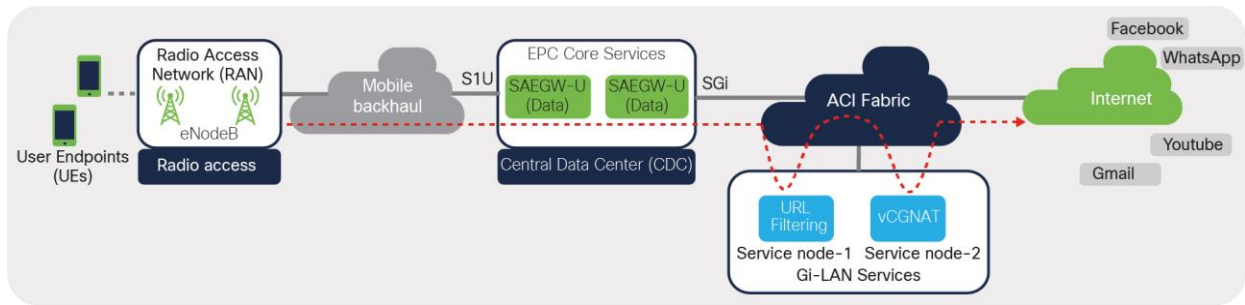 Facebook
WhatsApp
Radio Access
Network (RAN)
eNodeB
Radio access
User Endpoints
(UEs)
Mobile
backhaul
S1U
EPC Core Services
SAEGW-U
(Data)
SAEGW-U
(Data)
Central Data Center (CDC)
SGi
ACI Fabric
Internet
Youtube
Gmail
URL
Filtering
vCGNAT
Service node-1
Service node-2
Gi-LAN Services